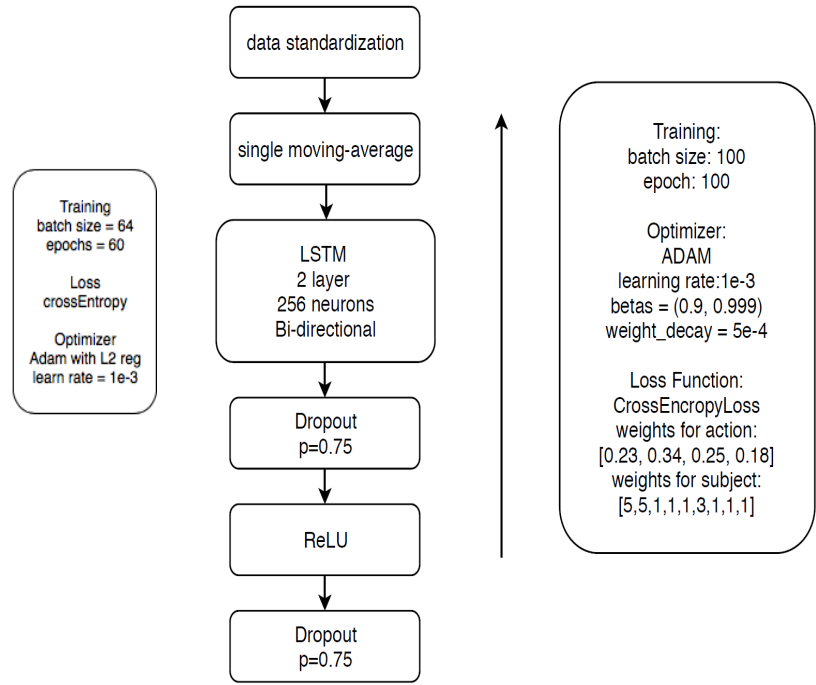 data standardization
single moving-average
LSTM
2 layer
256 neurons
Bi-directional
Dropout
p=0.75
ReLU
Dropout
p=0.75
Training
batch size = 64
epochs = 60
Loss
crossEntropy
Optimizer
Adam with L2 reg
learn rate = 1e-3
Training:
batch size: 100
epoch: 100
Optimizer:
ADAM
learning rate:1e-3
betas = (0.9, 0.999)
weight_decay = 5e-4
Loss Function:
CrossEncropyLoss
weights for action:
[0.23, 0.34, 0.25, 0.18]
weights for subject:
[5,5,1,1,1,3,1,1,1]